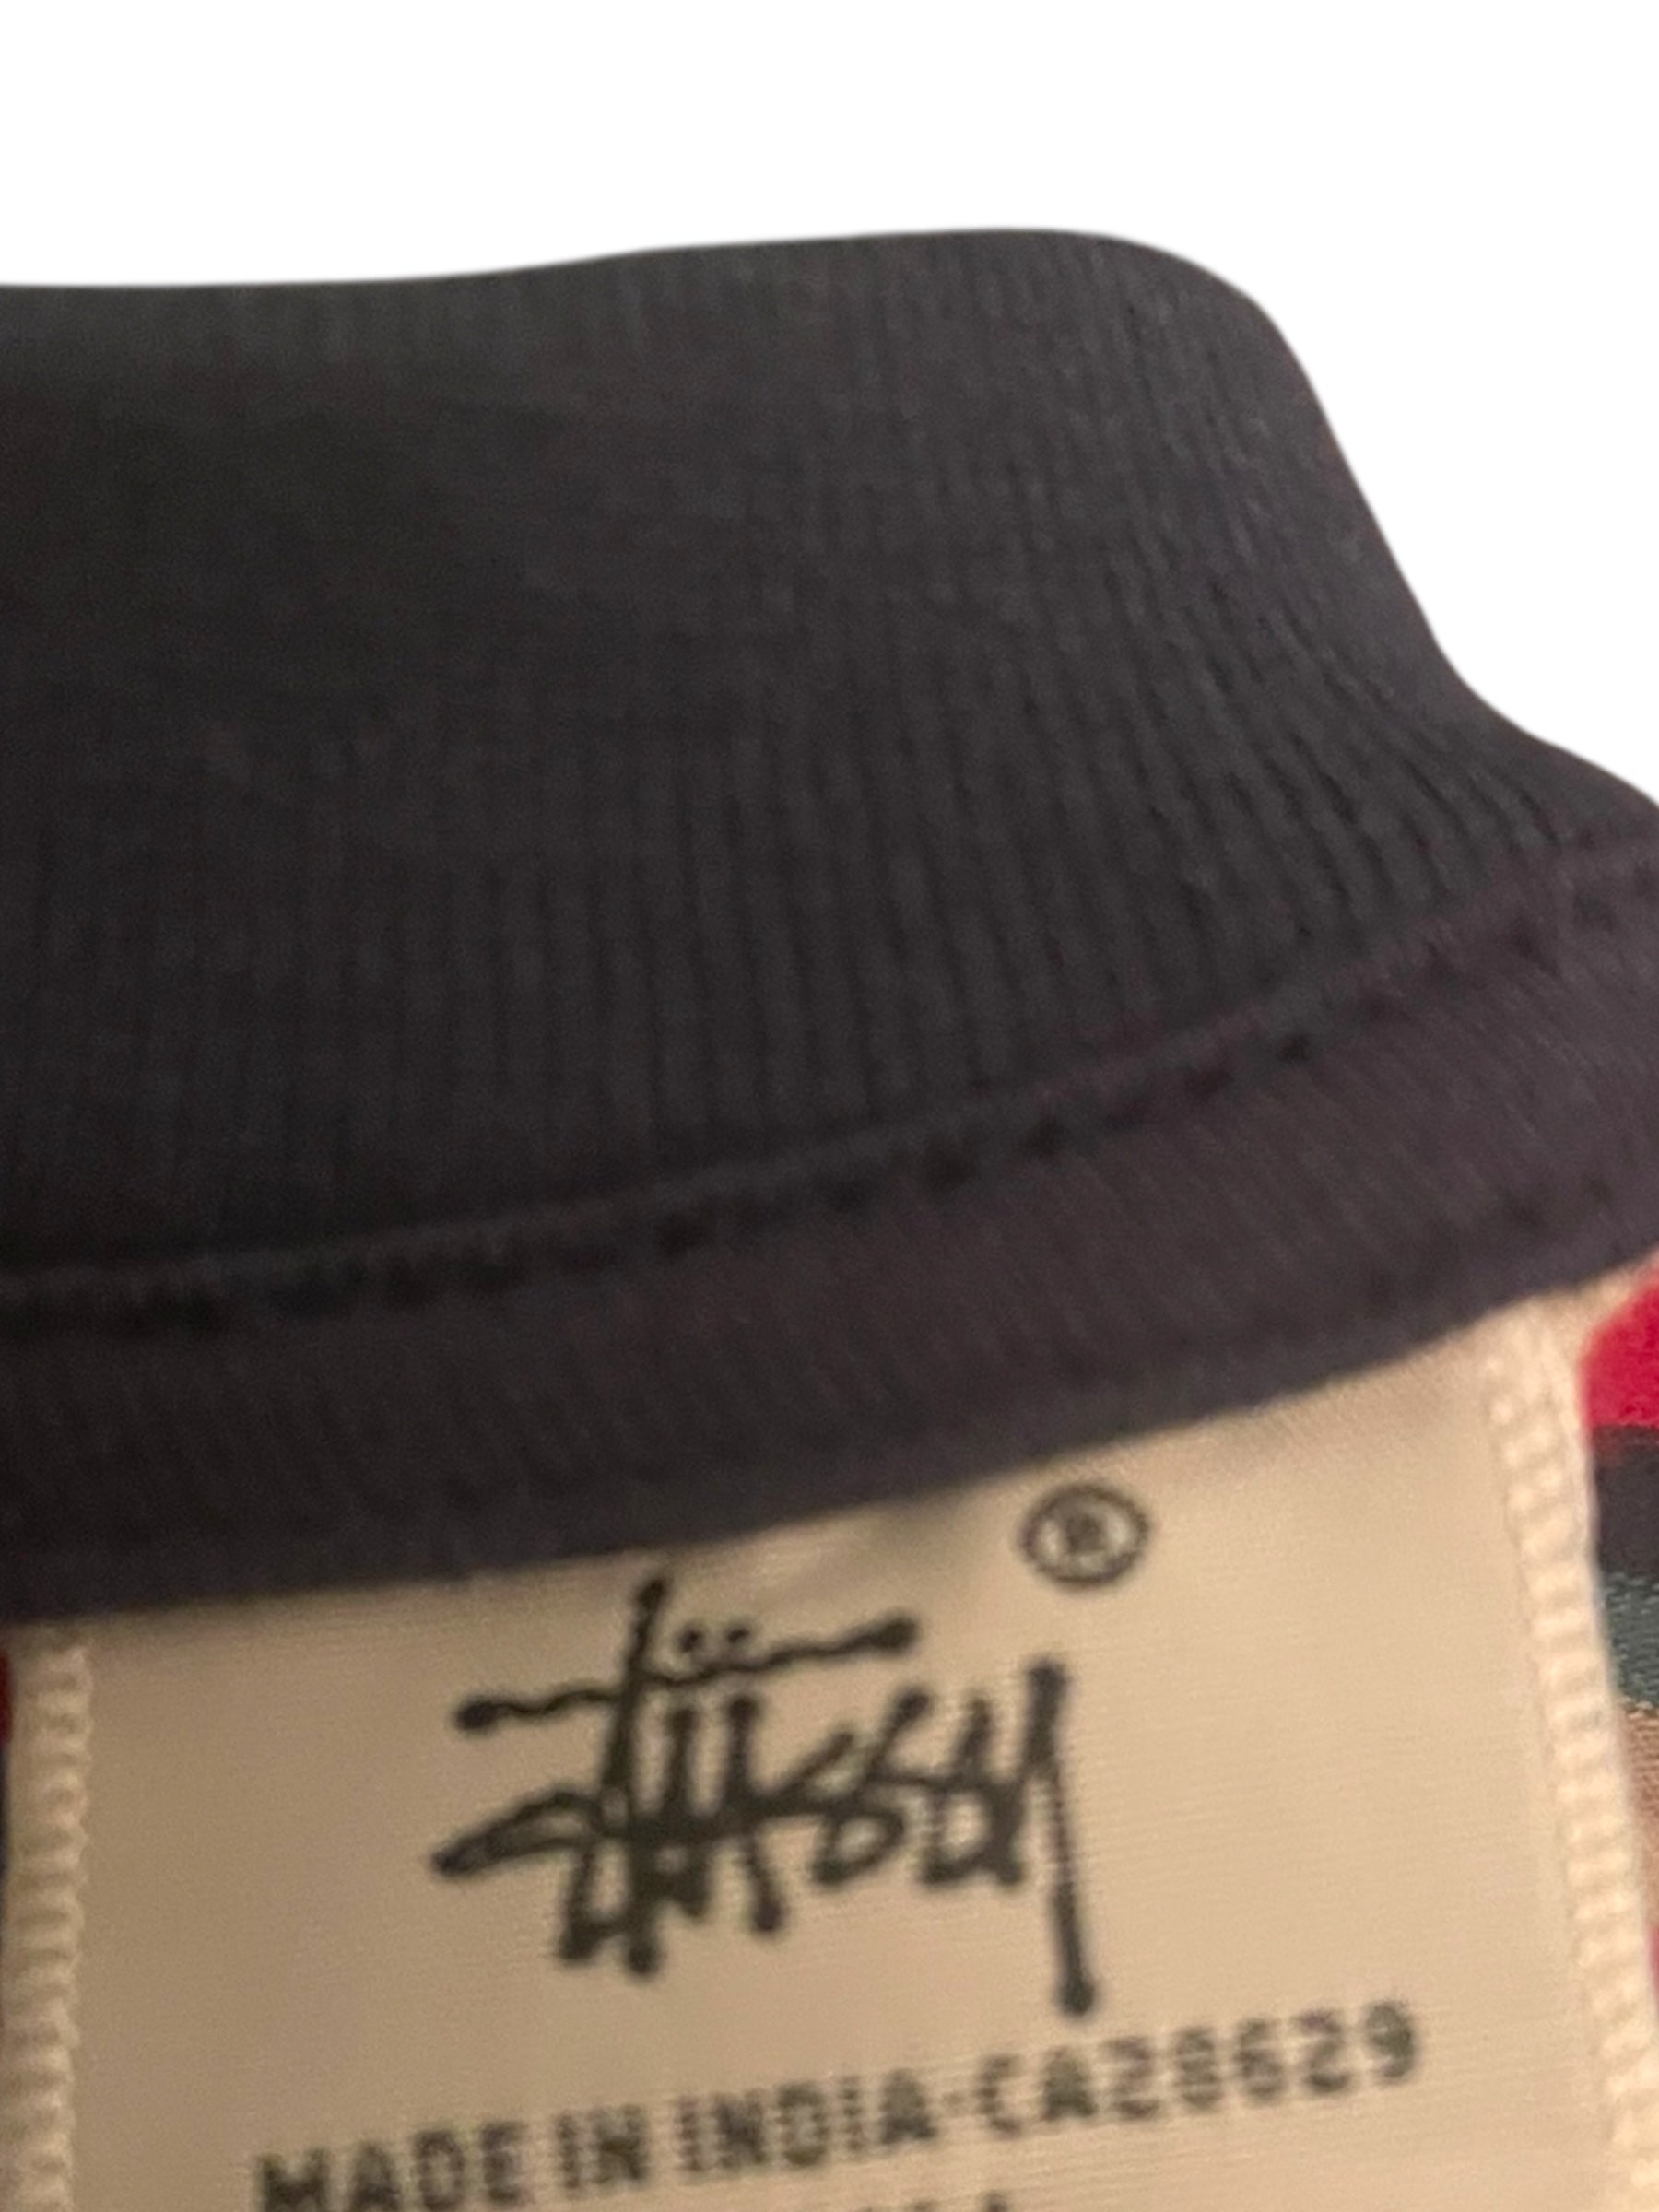 ®
Stüssy
MADE IN INDIA-CA28629